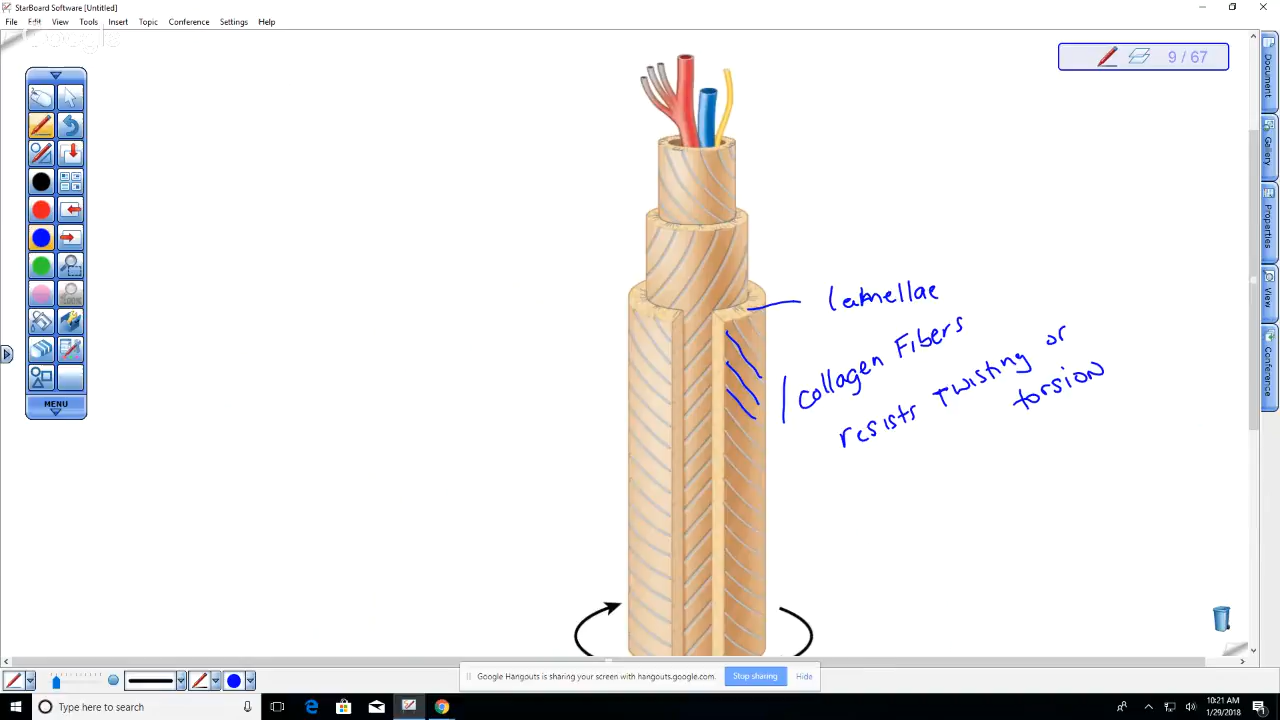 StarBoard Software [Untitled]
File Edit View Tools Insert Topic Conference Settings Help
9 / 67
Document
Gallery
Properties
View
Conference
MENU
lamellae
collagen Fibers
resists Twisting or
torsion
Google Hangouts is sharing your screen with hangouts.google.com.
Stop sharing
Hide
Type here to search
10:21 AM
1/29/2018